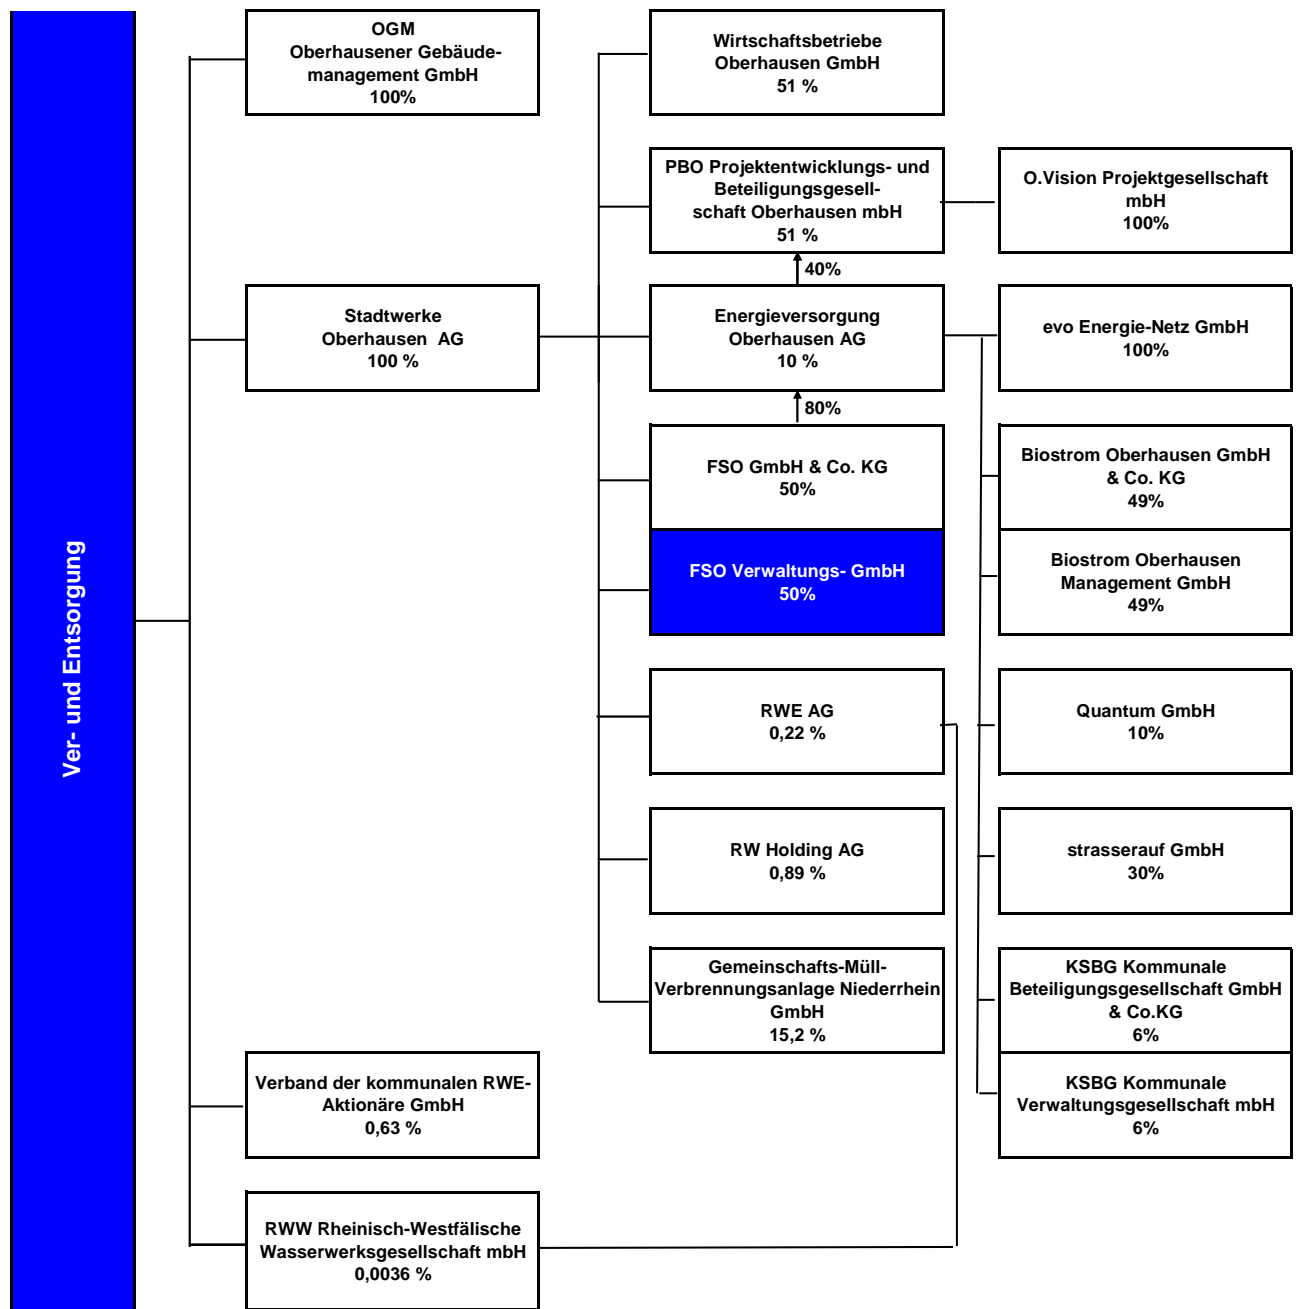 Ver- und Entsorgung
OGM
Oberhausener Gebäude-
management GmbH
100%
Stadtwerke
Oberhausen AG
100 %
Verband der kommunalen RWE-
Aktionäre GmbH
0,63 %
RWW Rheinisch-Westfälische
Wasserwerksgesellschaft mbH
0,0036 %
Wirtschaftsbetriebe
Oberhausen GmbH
51 %
PBO Projektentwicklungs- und
Beteiligungsgesell-
schaft Oberhausen mbH
51 %
40%
Energieversorgung
Oberhausen AG
10 %
80%
FSO GmbH & Co. KG
50%
FSO Verwaltungs- GmbH
50%
RWE AG
0,22 %
RW Holding AG
0,89 %
Gemeinschafts-Müll-
Verbrennungsanlage Niederrhein
GmbH
15,2 %
O.Vision Projektgesellschaft
mbH
100%
evo Energie-Netz GmbH
100%
Biostrom Oberhausen GmbH
& Co. KG
49%
Biostrom Oberhausen
Management GmbH
49%
Quantum GmbH
10%
strasserauf GmbH
30%
KSBG Kommunale
Beteiligungsgesellschaft GmbH
& Co.KG
6%
KSBG Kommunale
Verwaltungsgesellschaft mbH
6%